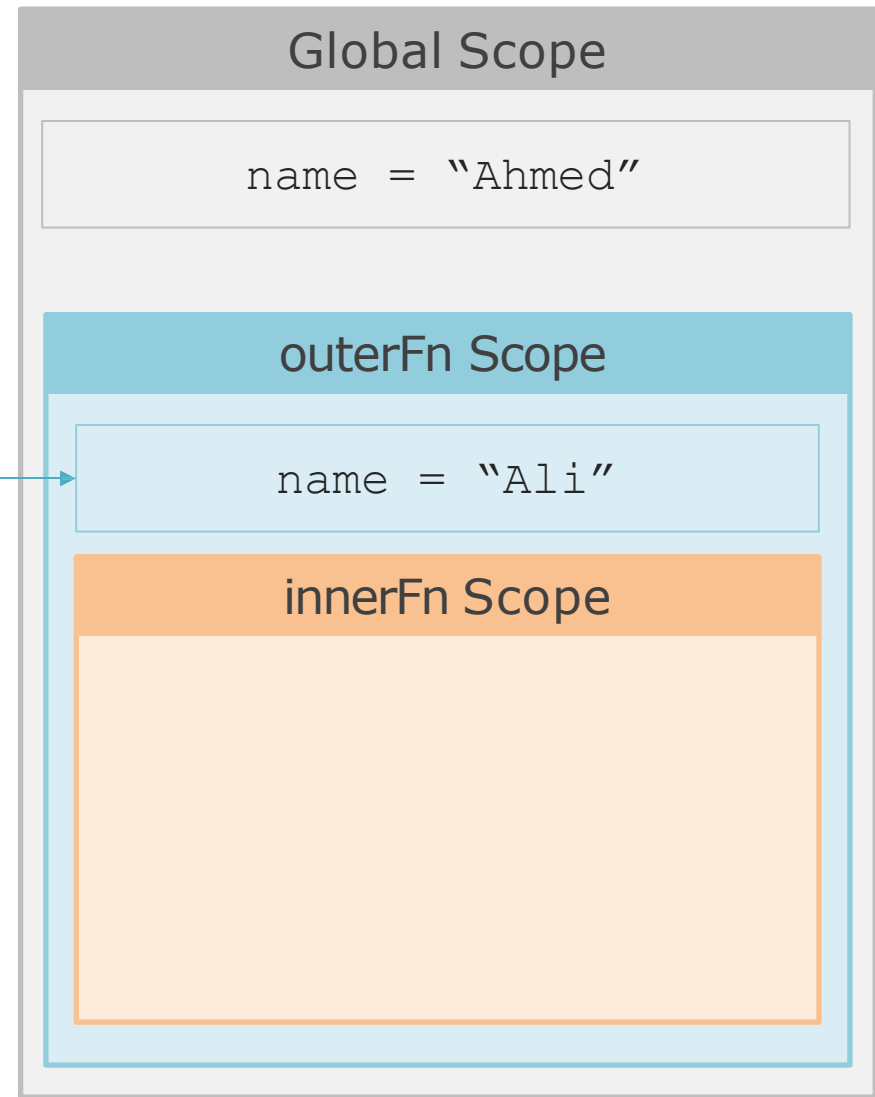 Global Scope
name = “Ahmed”
outerFn Scope
name = “Ali”
innerFn Scope